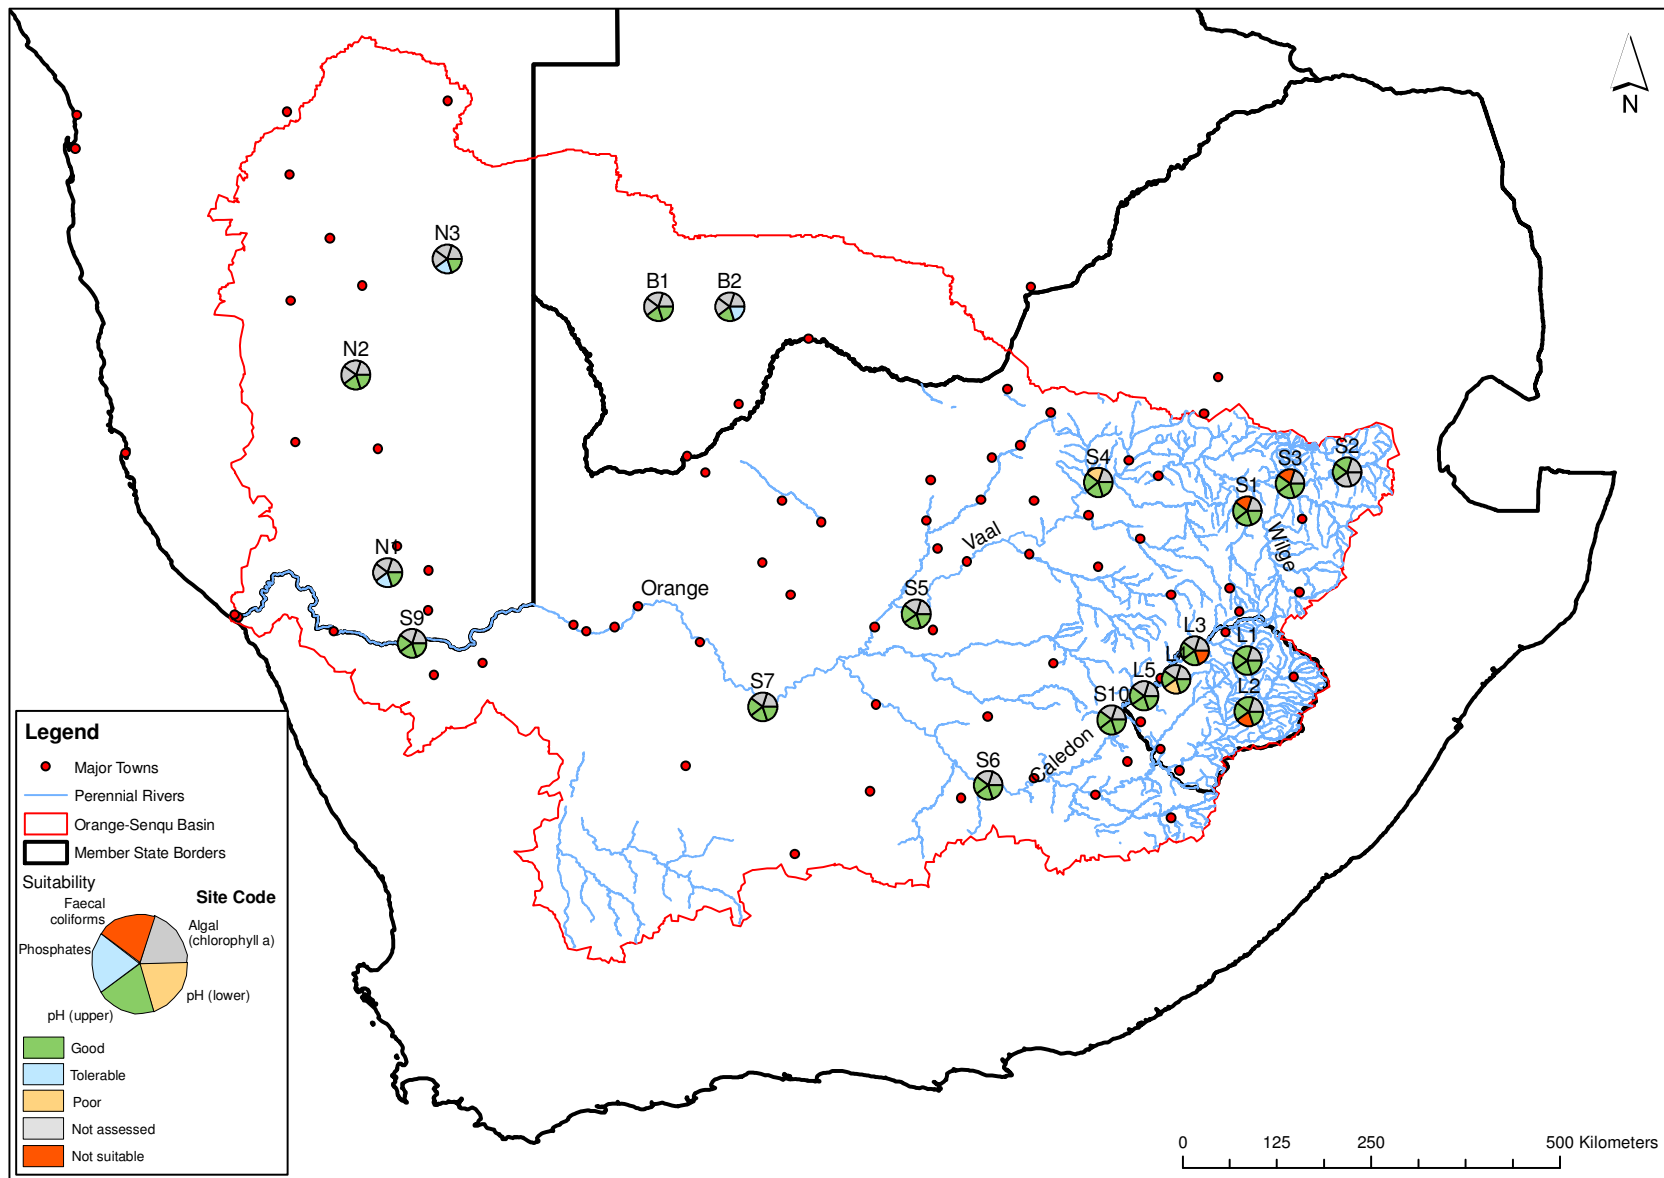 N
N3
B1
B2
N2
S4
S3
S2
S1
Wilge
Vaal
N1
Orange
S5
S9
L3
L1
L4
L5
L2
S7
S10
Caledon
S6
Legend
Major Towns
Perennial Rivers
Orange-Senqu Basin
Member State Borders
Suitability
Site Code
Faecal
coliforms
Algal
(chlorophyll a)
Phosphates
pH (lower)
pH (upper)
Good
Tolerable
Poor
Not assessed
Not suitable
0 125 250 500 Kilometers